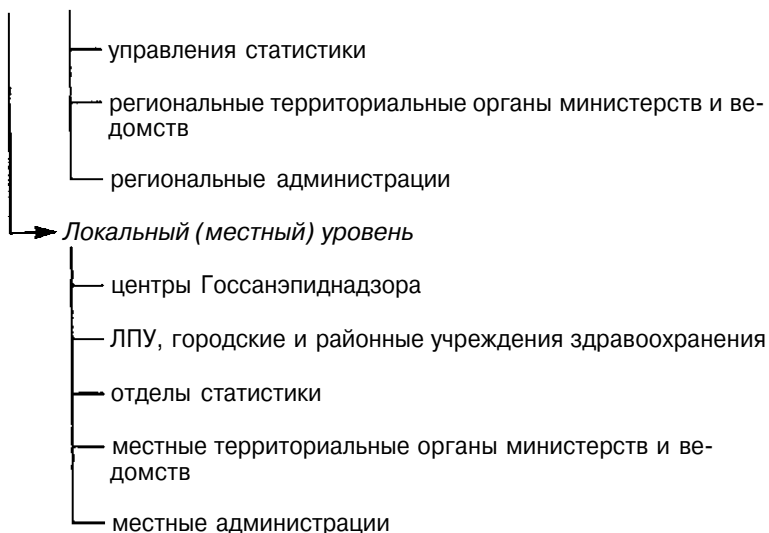 управления статистики
региональные территориальные органы министерств и ве-
домств
региональные администрации
Локальный (местный) уровень
центры Госсанэпиднадзора
ЛПУ, городские и районные учреждения здравоохранения
отделы статистики
местные территориальные органы министерств и ве-
домств
местные администрации